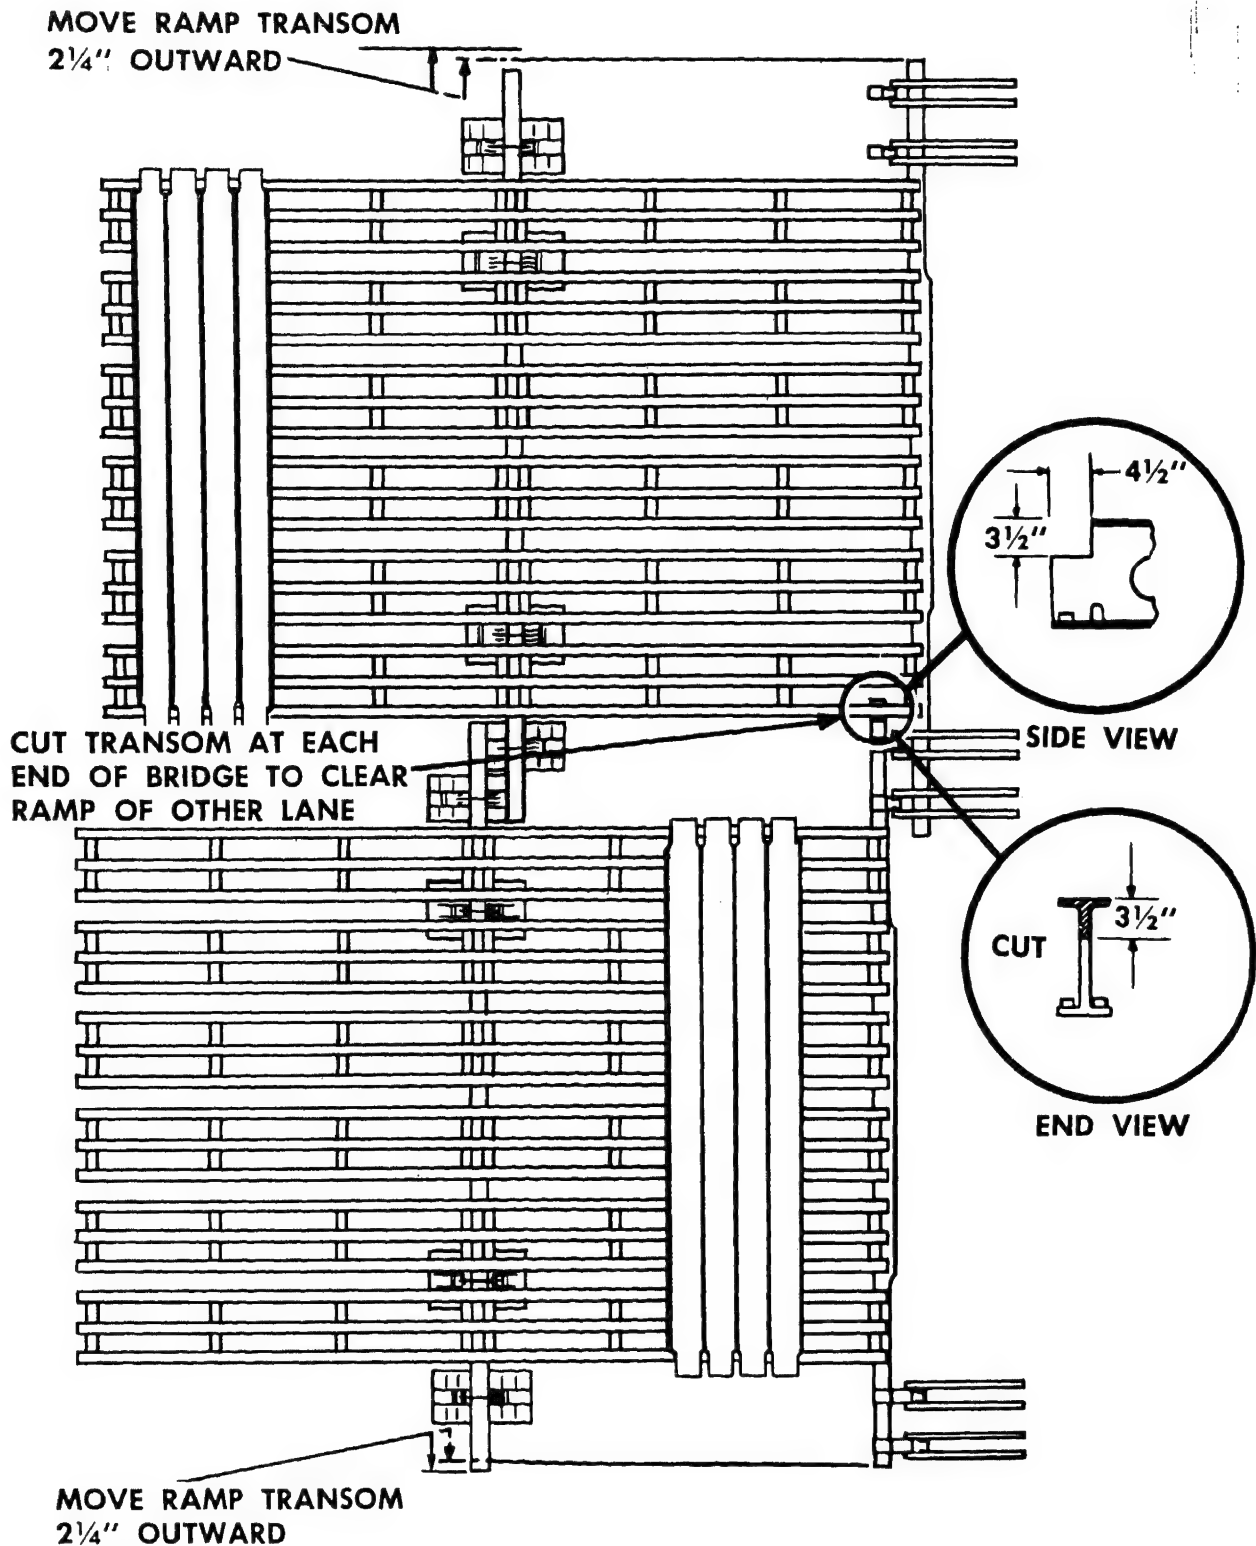 MOVE RAMP TRANSOM
2¼" OUTWARD
4½"
3½"
SIDE VIEW
CUT TRANSOM AT EACH
END OF BRIDGE TO CLEAR
RAMP OF OTHER LANE
3½"
CUT
END VIEW
MOVE RAMP TRANSOM
2¼" OUTWARD